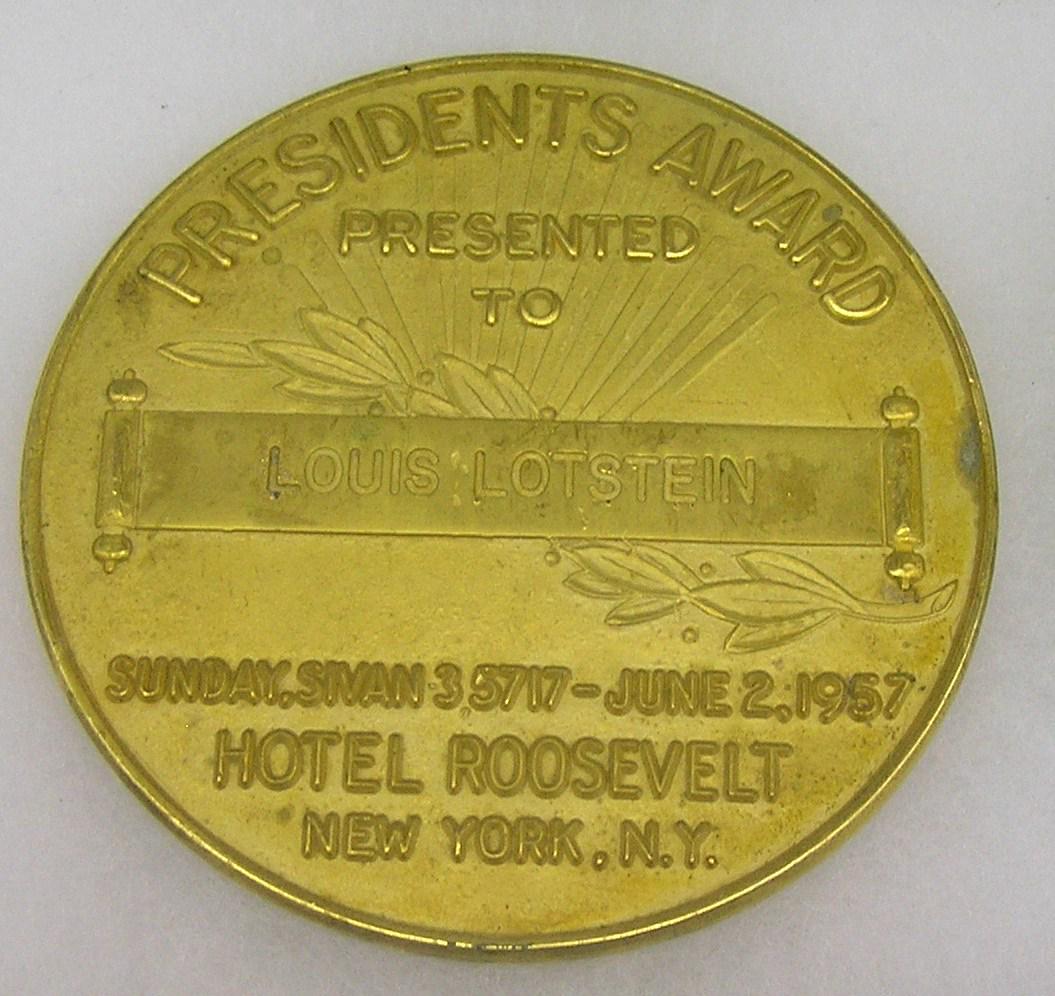 PRESIDENTS AWARD
PRESENTED
TO
LOUIS LOTSTEIN
SUNDAY, SIVAN 3, 5717 - JUNE 2, 1957
HOTEL ROOSEVELT
NEW YORK, N.Y.